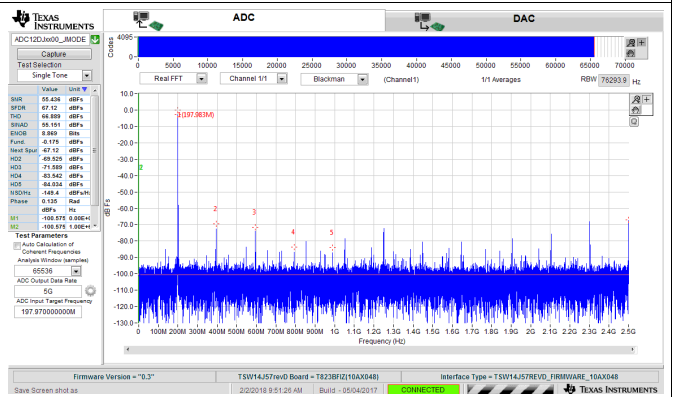 TEXAS INSTRUMENTS
ADC
DAC
ADC12DJxx00_JMODE
Capture
Test Selection
Single Tone
Value Unit
SNR 55.436 dBFs
SFDR 67.12 dBFs
THD 66.889 dBFs
SINAD 55.151 dBFs
ENOB 8.869 Bits
Fund. -0.175 dBFs
Next Spur -67.12 dBFs
HD2 -69.525 dBFs
HD3 -71.589 dBFs
HD4 -83.542 dBFs
HD5 -84.034 dBFs
NSD/Hz -149.4 dBFs/Hz
Phase 0.135 Rad
dBFs Hz
M1 -100.575 0.00E+
M2 -100.575 1.00E+
Test Parameters
Auto Calculation of
Coherent Frequencies
Analysis Window (samples)
65536
ADC Output Data
Rate
5G
ADC Input Target Frequency
197.970000000M
Codes
4095
0
0 5000 10000 15000 20000 25000 30000 35000 40000 45000 50000 55000 60000 65000 70000
Real FFT Channel 1/1 Blackman (Channel1) 1/1 Averages RBW 76293.9 Hz
dBFs
10.0
0.0
-10.0
-20.0
-30.0
-40.0
-50.0
-60.0
-70.0
-80.0
-90.0
-100.0
-110.0
-120.0
-130.0
1(197.983M)
2
2
3
4
5
0 100M 200M 300M 400M 500M 600M 700M 800M 900M 1G 1.1G 1.2G 1.3G 1.4G 1.5G 1.6G 1.7G 1.8G 1.9G 2G 2.1G 2.2G 2.3G 2.4G 2.5G
Frequency (Hz)
Firmware Version = "0.3" TSW14J57revD Board = T823BFIZ(10AX048) Interface Type = TSW14J57REVD_FIRMWARE_10AX048
Save Screen shot as 2/2/2018 9:51:26 AM Build - 05/04/2017 CONNECTED TEXAS INSTRUMENTS